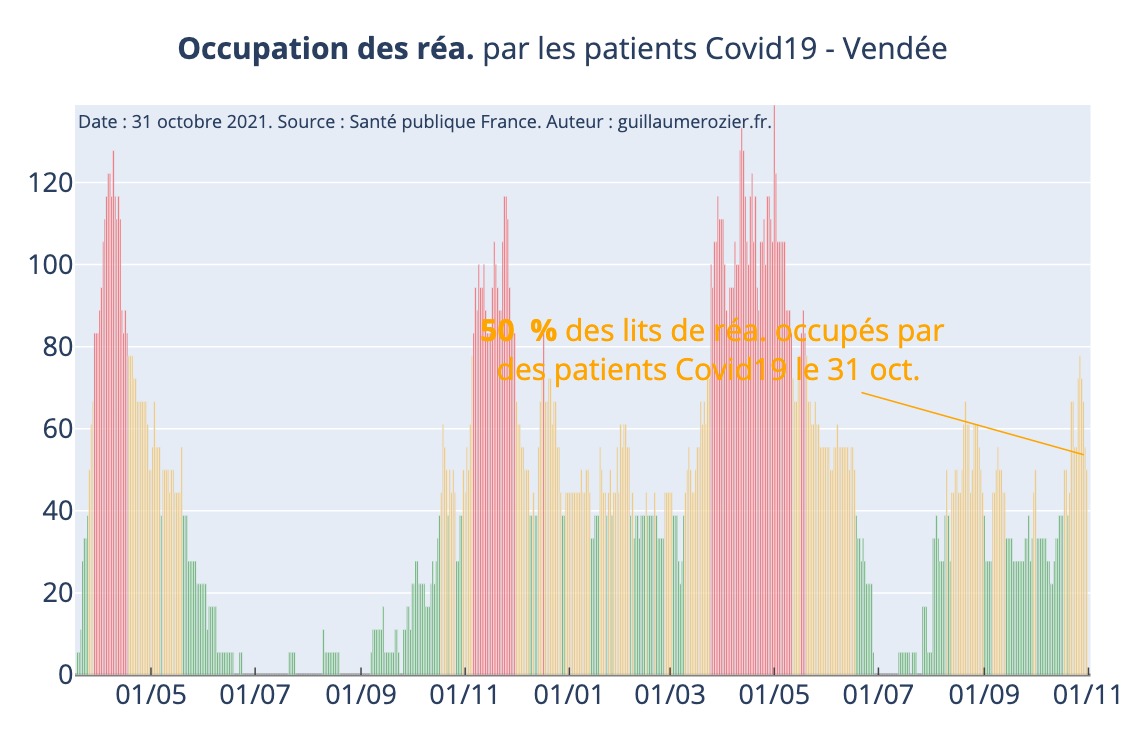 Occupation des réa. par les patients Covid19 - Vendée
Date : 31 octobre 2021. Source : Santé publique France. Auteur : guillaumerozier.fr.
120
100
80
60
40
20
0
50 % des lits de réa. occupés par
des patients Covid19 le 31 oct.
01/05 01/07 01/09 01/11 01/01 01/03 01/05 01/07 01/09 01/11